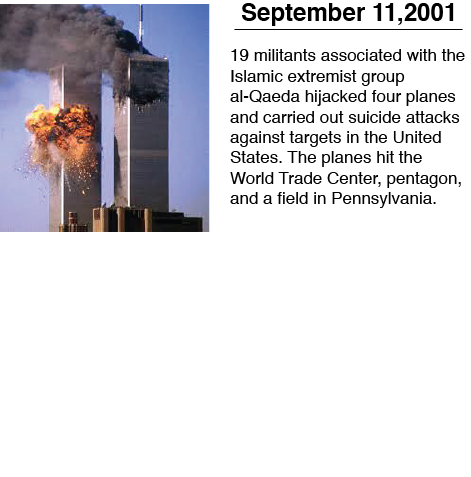 September 11,2001
19 militants associated with the
Islamic extremist group
al-Qaeda hijacked four planes
and carried out suicide attacks
against targets in the United
States. The planes hit the
World Trade Center, pentagon,
and a field in Pennsylvania.